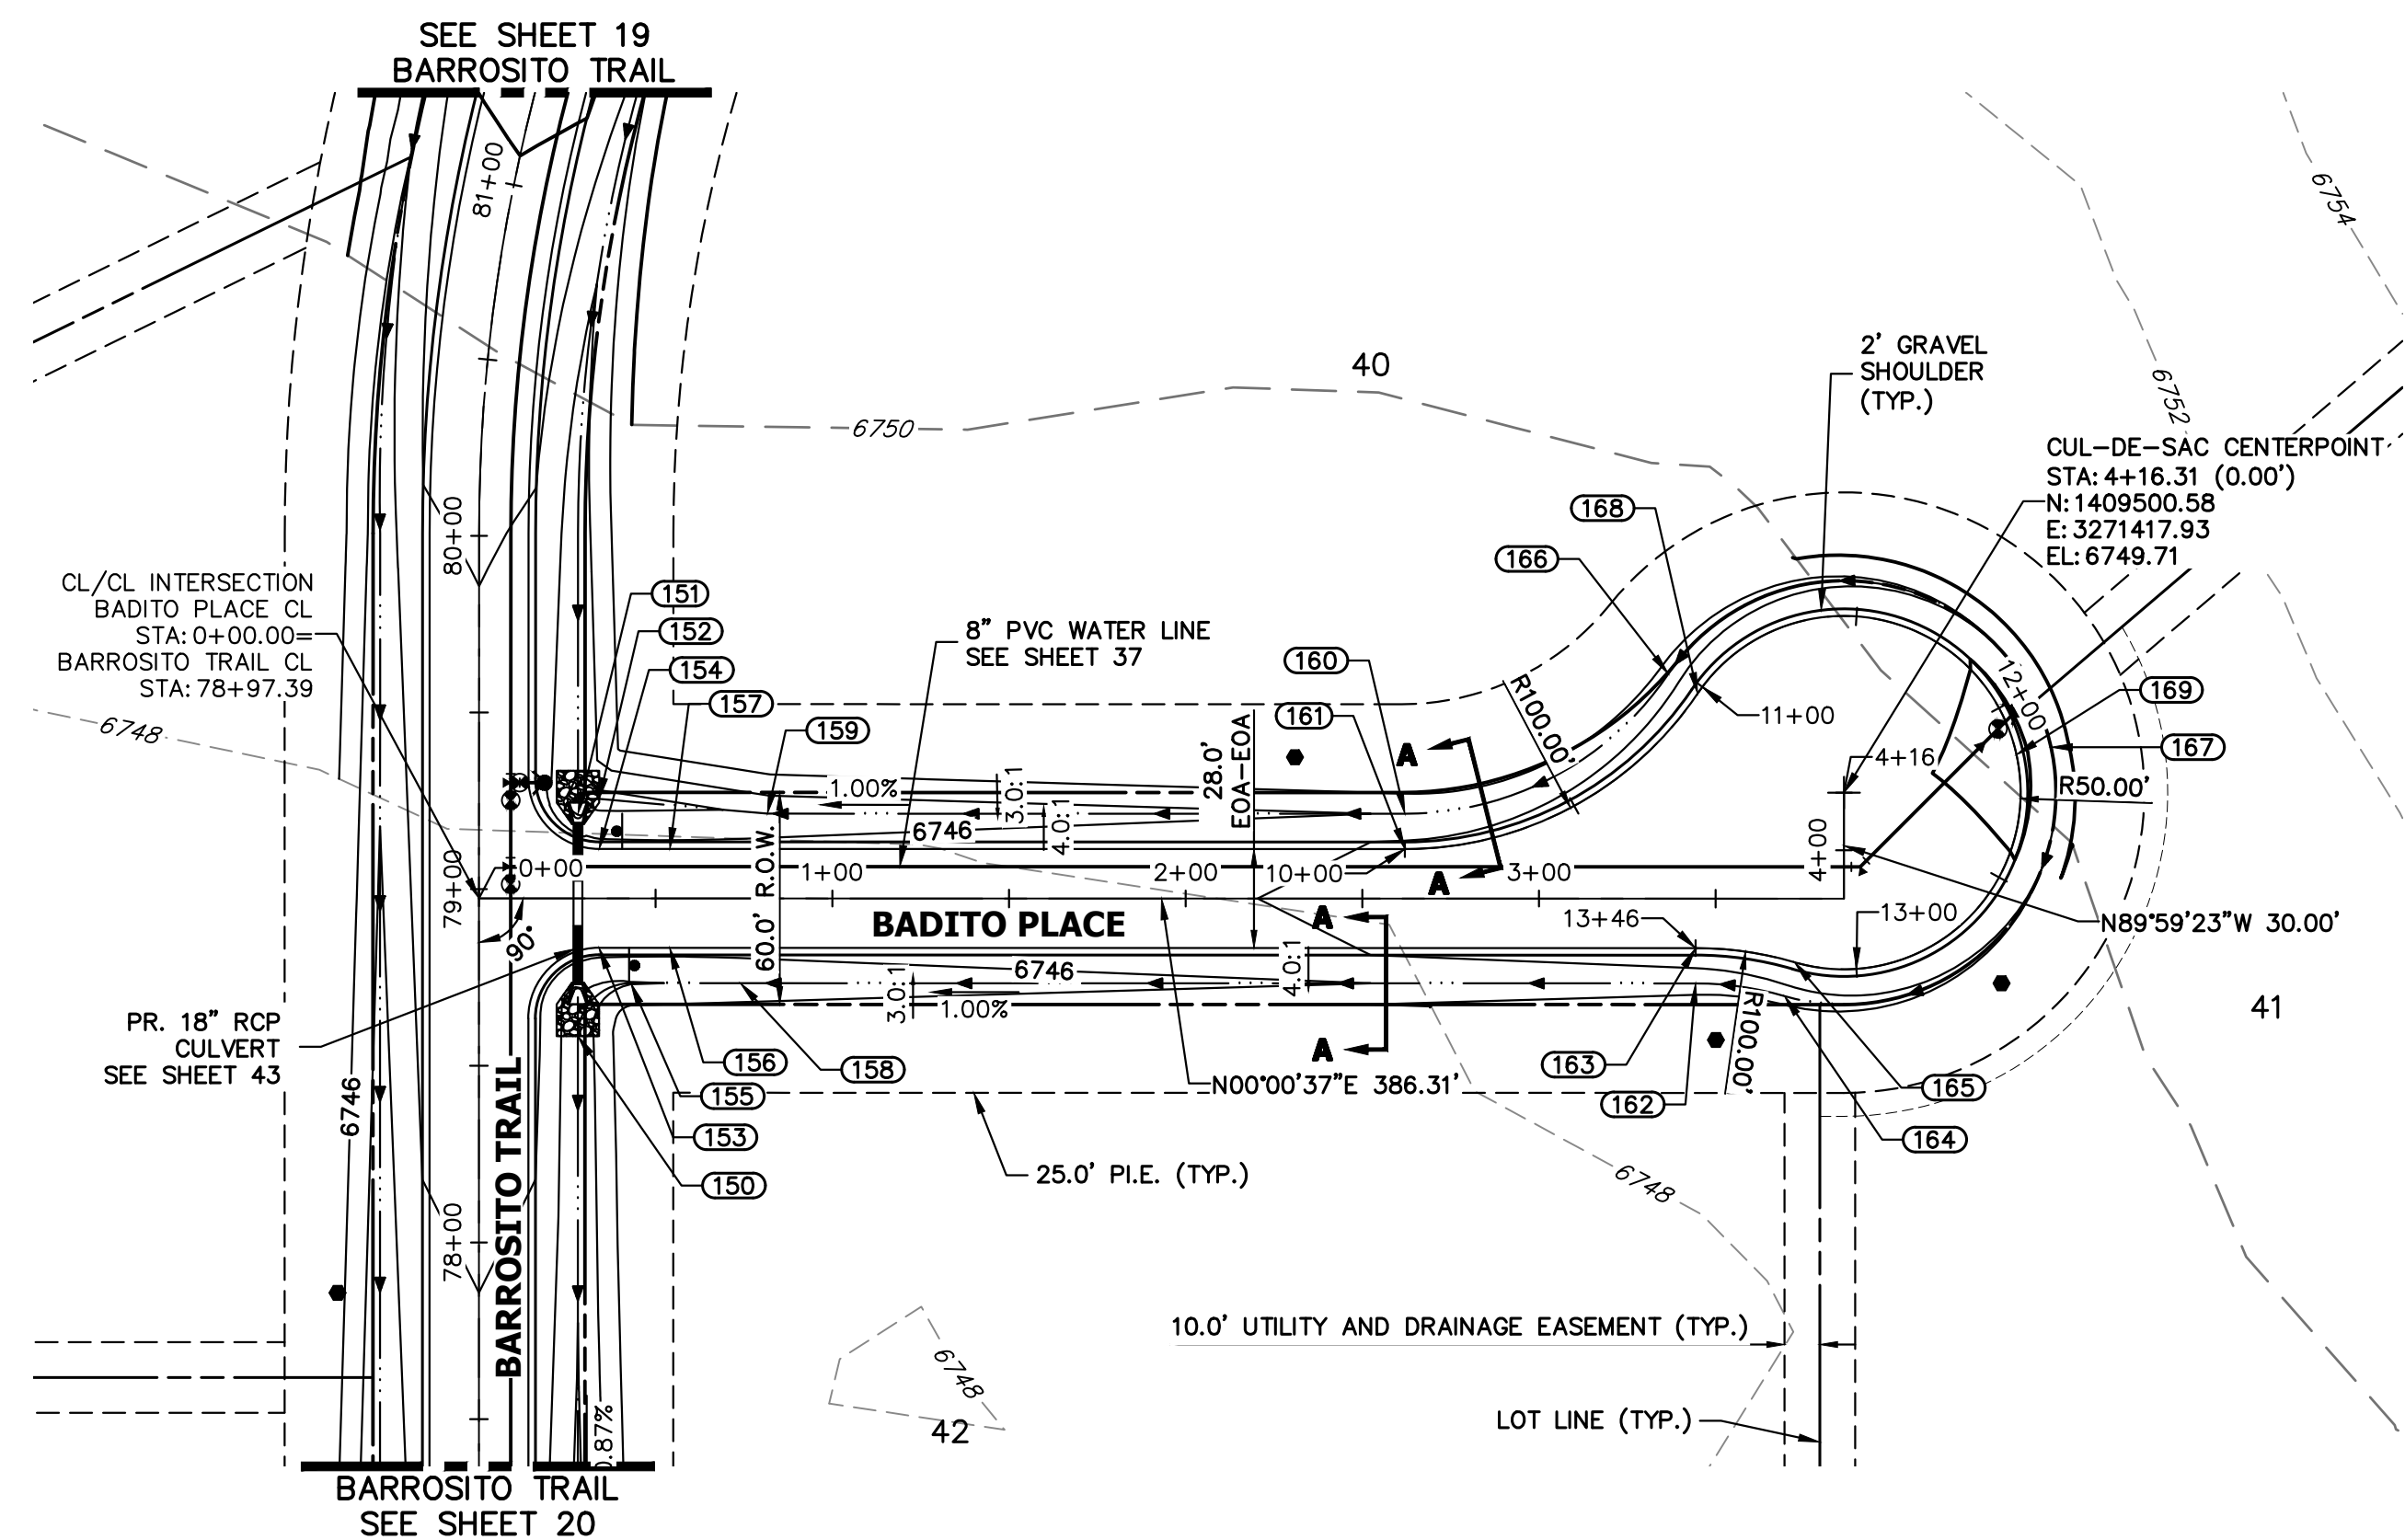 SEE SHEET 19
BARROSITO TRAIL
81+00
6754
40
2' GRAVEL
SHOULDER
(TYP.)
6752
6750
CUL-DE-SAC CENTERPOINT
STA: 4+16.31 (0.00')
N: 1409500.58
E: 3271417.93
EL: 6749.71
80+00
168
166
CL/CL INTERSECTION
BADITO PLACE CL
STA: 0+00.00=
BARROSITO TRAIL CL
STA: 78+97.39
151
152
154
157
159
8" PVC WATER LINE
SEE SHEET 37
160
161
R100.00'
11+00
12+00
169
167
6748
28.0'
EOA-EOA
A
4+16
R50.00'
1.00%
3.0:1
4.0:1
6746
79+00
0+00
1+00
2+00
10+00
A
3+00
4+00
60.0' R.O.W.
90°
BADITO PLACE
A
13+46
13+00
N89°59'23"W 30.00'
6746
4.0:1
3.0:1
1.00%
41
PR. 18" RCP
CULVERT
SEE SHEET 43
A
R100.00'
156
158
163
N00°00'37"E 386.31'
155
162
165
6746
153
164
25.0' P.I.E. (TYP.)
150
6748
78+00
BARROSITO TRAIL
10.0' UTILITY AND DRAINAGE EASEMENT (TYP.)
6748
42
LOT LINE (TYP.)
0.87%
BARROSITO TRAIL
SEE SHEET 20